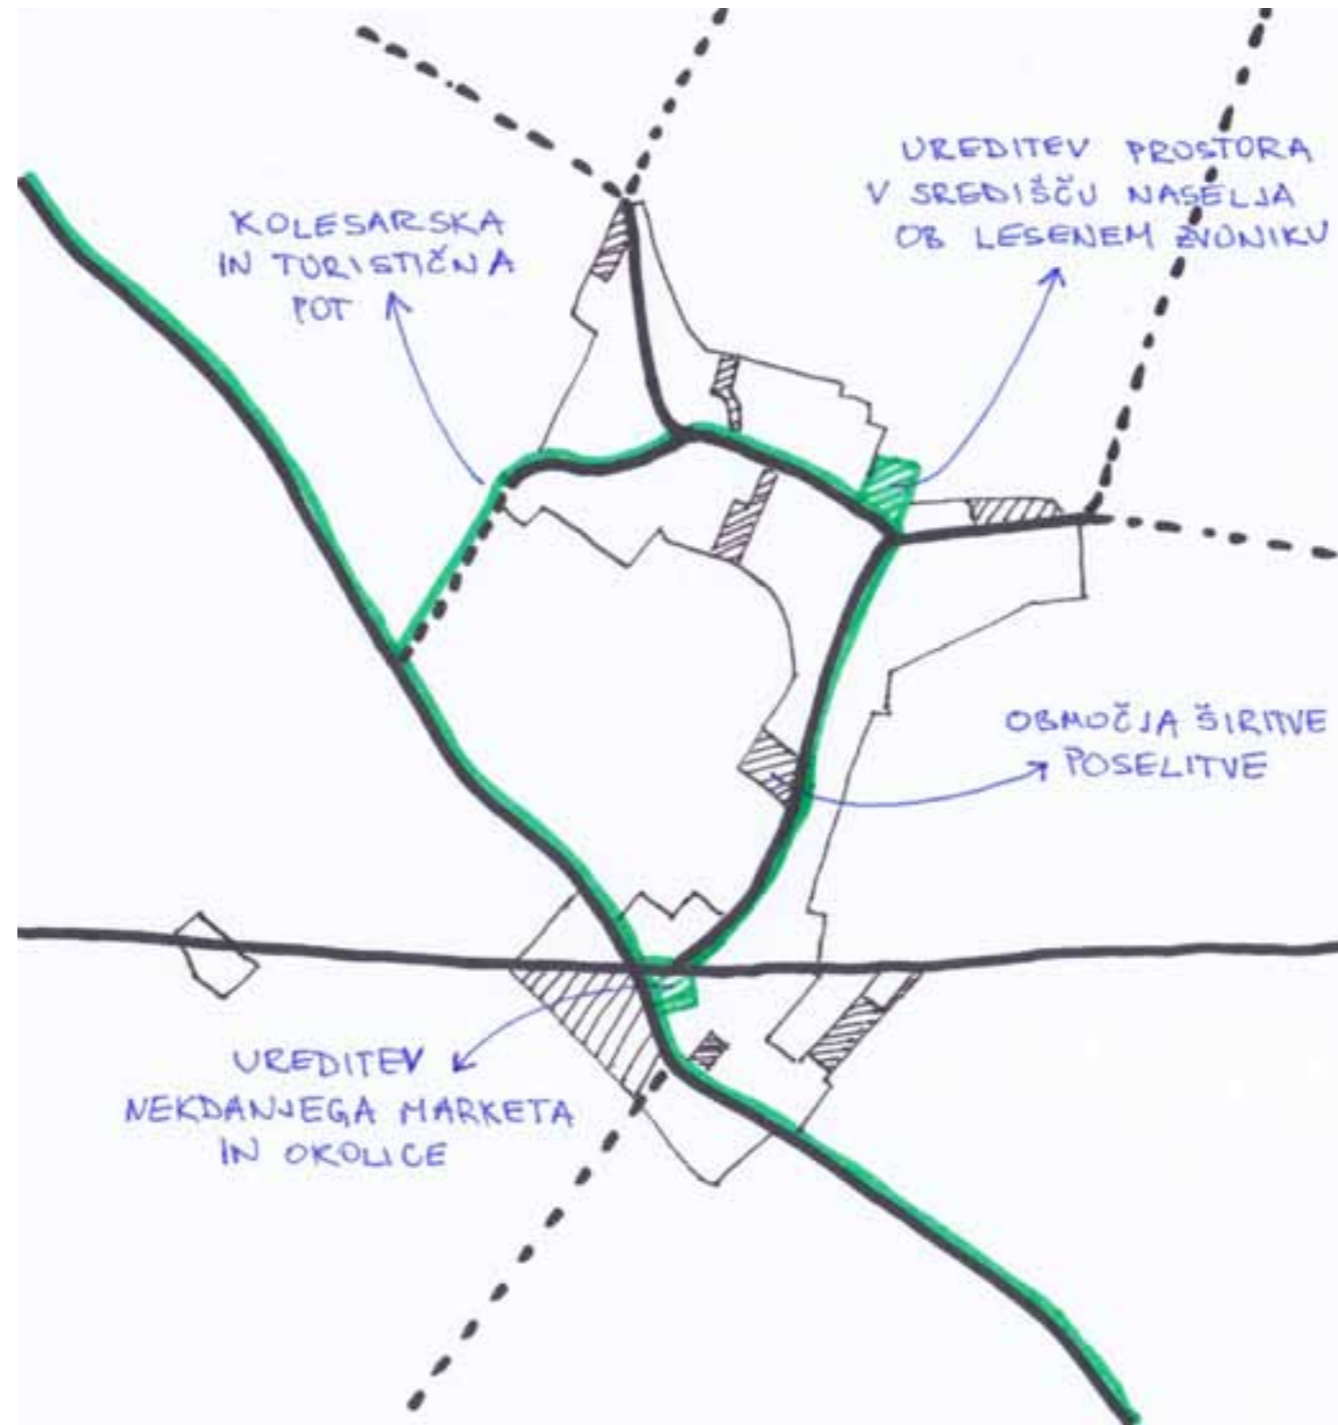 UREDITEV PROSTORA
V SREDIŠČU NASELJA
OB LESENEM ZVONIKU
KOLESARSKA
IN TURISTIČNA
POT
OBMOČJA ŠIRITVE
POSELITVE
UREDITEV
NEKDANJEGA MARKETA
IN OKOLICE